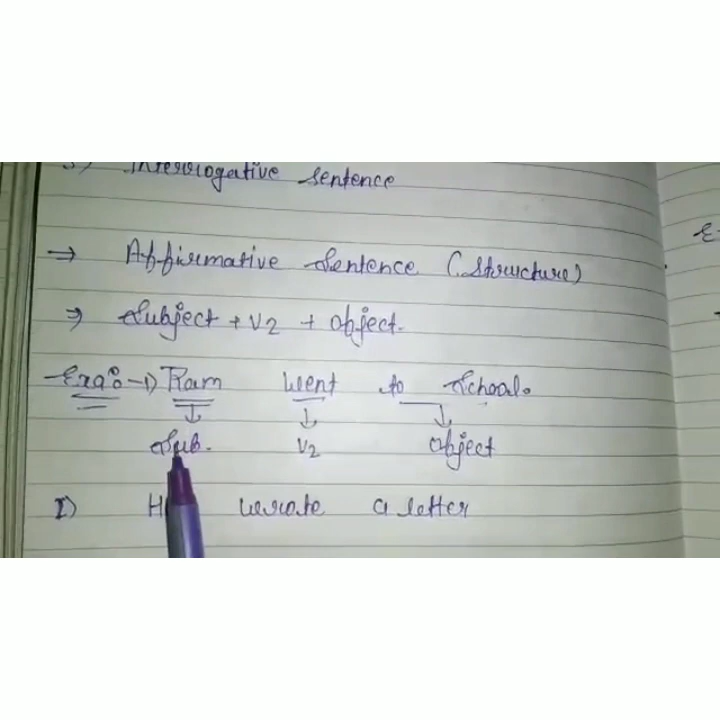 3) Interrogative Sentence
→ Affirmative Sentence (Structure)
⇒ Subject + V2 + Object.
Exa:- 1) Ram went to School.
Sub. V2 Object
2) wrote a letter